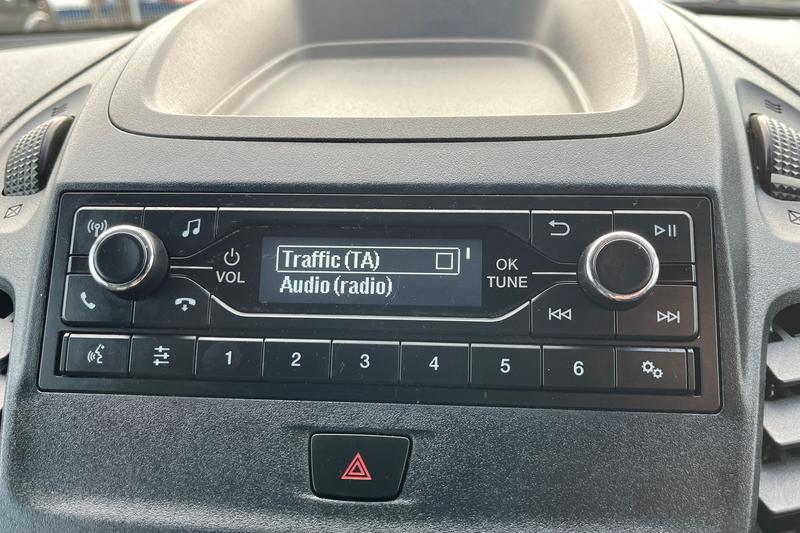 Traffic (TA)
Audio (radio)
VOL
OK
TUNE
1 2 3 4 5 6